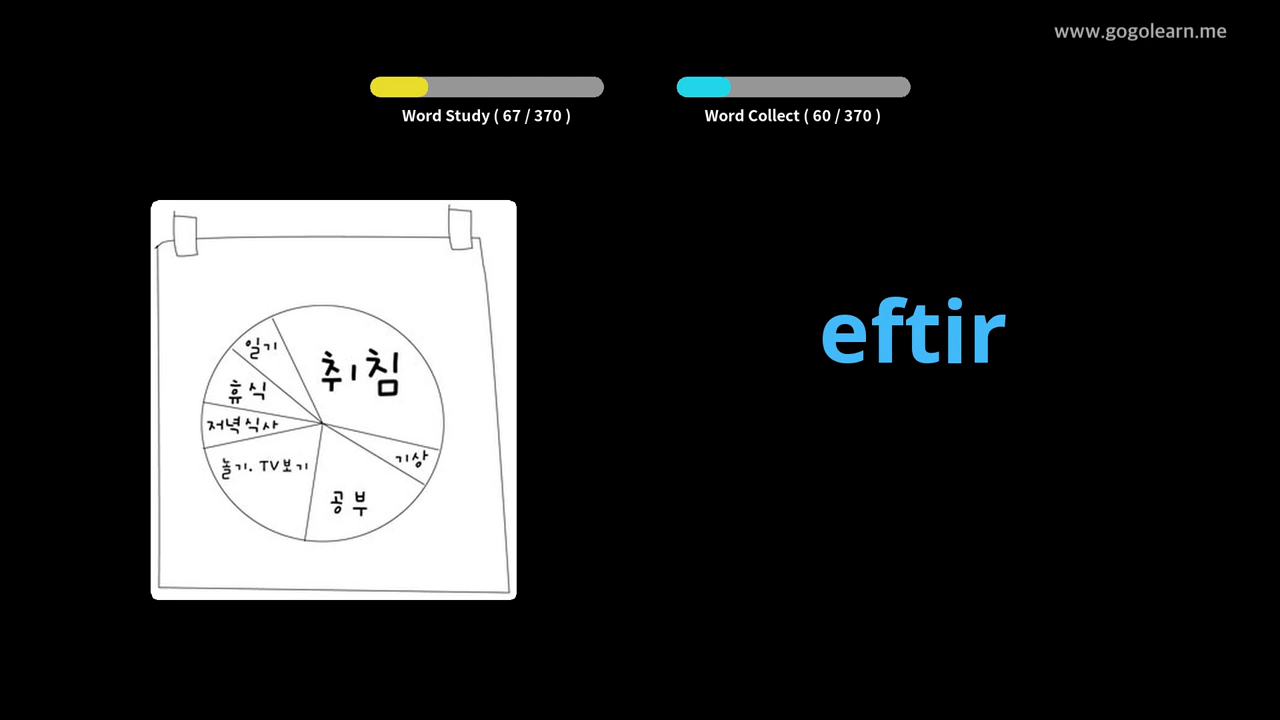 www.gogolearn.me
Word Study ( 67 / 370 )
Word Collect ( 60 / 370 )
일기
취침
휴식
저녁식사
놀기. TV보기
기상
공부
eftir